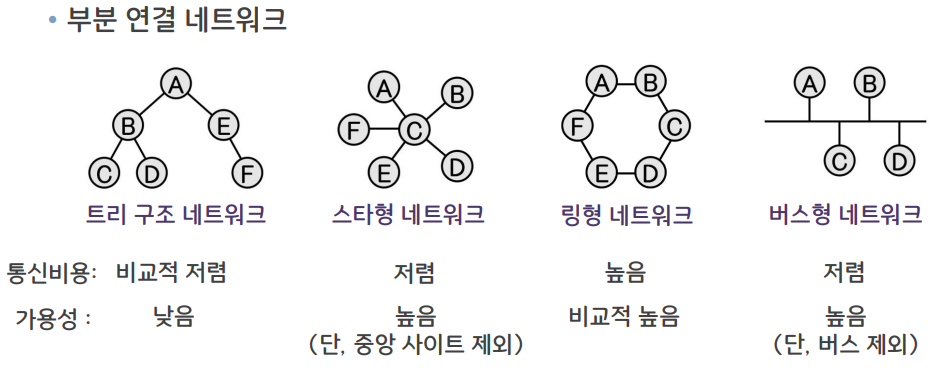 • 부분 연결 네트워크
A
B E
C D F
A B
F C
E D
A B
F C
E D
A B
C D
트리 구조 네트워크 스타형 네트워크 링형 네트워크 버스형 네트워크
통신비용: 비교적 저렴 저렴 높음 저렴
가용성 : 낮음 높음 비교적 높음 높음
(단, 중앙 사이트 제외) (단, 버스 제외)